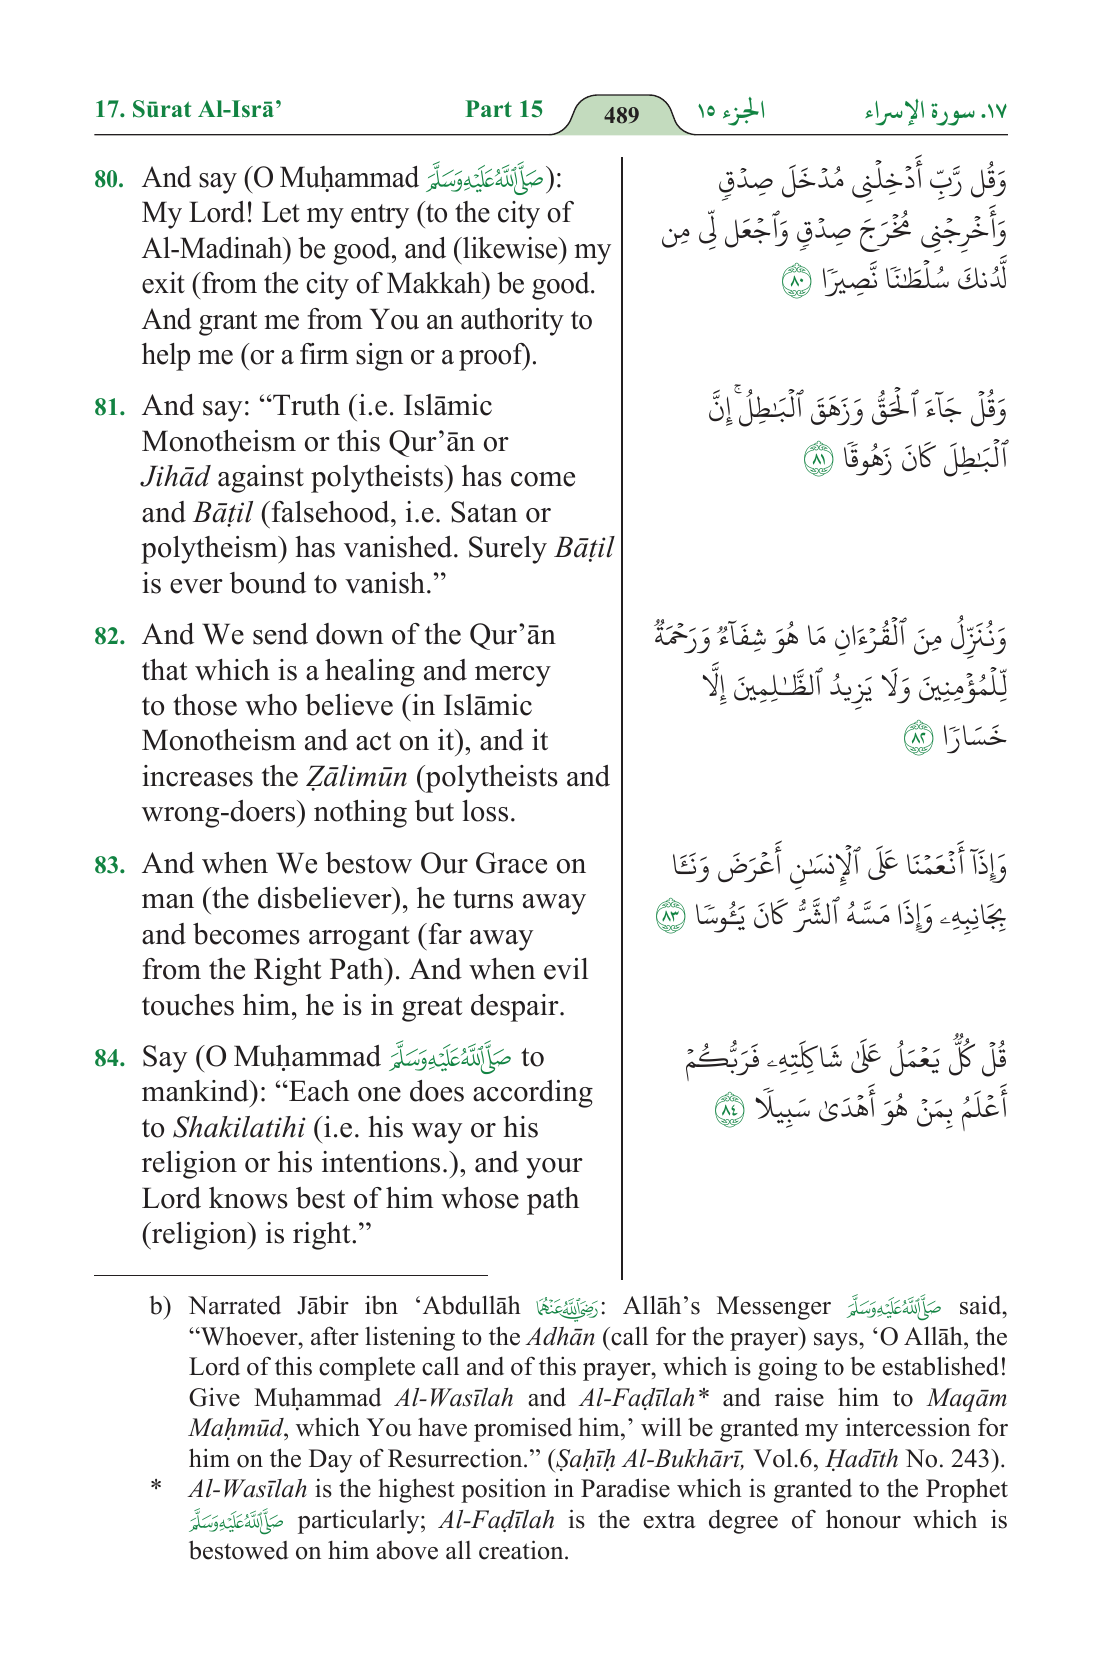 17. Sūrat Al-Isrā’ Part 15 489 الجزء ١٥ ١٧. سورة الإسراء
80. And say (O Muḥammad ﷺ):
My Lord! Let my entry (to the city of
Al-Madinah) be good, and (likewise) my
exit (from the city of Makkah) be good.
And grant me from You an authority to
help me (or a firm sign or a proof).
وَقُل رَّبِّ أَدْخِلْنِى مُدْخَلَ صِدْقٍ
وَأَخْرِجْنِى مُخْرَجَ صِدْقٍ وَٱجْعَل لِّى مِن
لَّدُنكَ سُلْطَـٰنًا نَّصِيرًا ٨٠
81. And say: “Truth (i.e. Islāmic
Monotheism or this Qur’ān or
Jihād against polytheists) has come
and Bāṭil (falsehood, i.e. Satan or
polytheism) has vanished. Surely Bāṭil
is ever bound to vanish.”
وَقُلْ جَآءَ ٱلْحَقُّ وَزَهَقَ ٱلْبَـٰطِلُ ۚ إِنَّ
ٱلْبَـٰطِلَ كَانَ زَهُوقًا ٨١
82. And We send down of the Qur’ān
that which is a healing and mercy
to those who believe (in Islāmic
Monotheism and act on it), and it
increases the Ẓālimūn (polytheists and
wrong-doers) nothing but loss.
وَنُنَزِّلُ مِنَ ٱلْقُرْءَانِ مَا هُوَ شِفَآءٌ وَرَحْمَةٌ
لِّلْمُؤْمِنِينَ وَلَا يَزِيدُ ٱلظَّـٰلِمِينَ إِلَّا
خَسَارًا ٨٢
83. And when We bestow Our Grace on
man (the disbeliever), he turns away
and becomes arrogant (far away
from the Right Path). And when evil
touches him, he is in great despair.
وَإِذَآ أَنْعَمْنَا عَلَى ٱلْإِنسَـٰنِ أَعْرَضَ وَنَـَٔا
بِجَانِبِهِۦ وَإِذَا مَسَّهُ ٱلشَّرُّ كَانَ يَـُٔوسًا ٨٣
84. Say (O Muḥammad ﷺ to
mankind): “Each one does according
to Shakilatihi (i.e. his way or his
religion or his intentions.), and your
Lord knows best of him whose path
(religion) is right.”
قُلْ كُلٌّ يَعْمَلُ عَلَىٰ شَاكِلَتِهِۦ فَرَبُّكُمْ
أَعْلَمُ بِمَنْ هُوَ أَهْدَىٰ سَبِيلًا ٨٤
b) Narrated Jābir ibn ‘Abdullāh رَضِيَ اللَّهُ عَنْهُمَا: Allāh’s Messenger ﷺ said,
“Whoever, after listening to the Adhān (call for the prayer) says, ‘O Allāh, the
Lord of this complete call and of this prayer, which is going to be established!
Give Muḥammad Al-Wasīlah and Al-Faḍīlah* and raise him to Maqām
Maḥmūd, which You have promised him,’ will be granted my intercession for
him on the Day of Resurrection.” (Ṣaḥīḥ Al-Bukhārī, Vol.6, Ḥadīth No. 243).
* Al-Wasīlah is the highest position in Paradise which is granted to the Prophet
ﷺ particularly; Al-Faḍīlah is the extra degree of honour which is
bestowed on him above all creation.